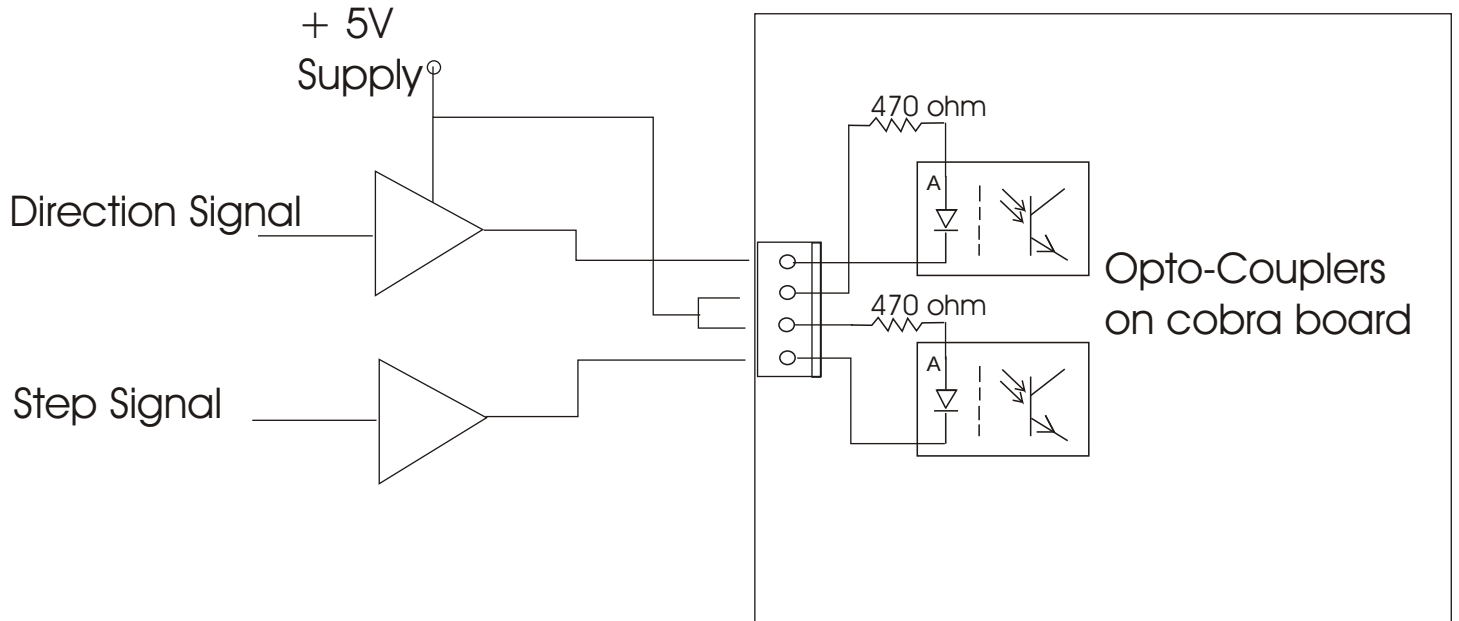 + 5V
Supply
470 ohm
A
Direction Signal
Opto-Couplers
on cobra board
470 ohm
A
Step Signal